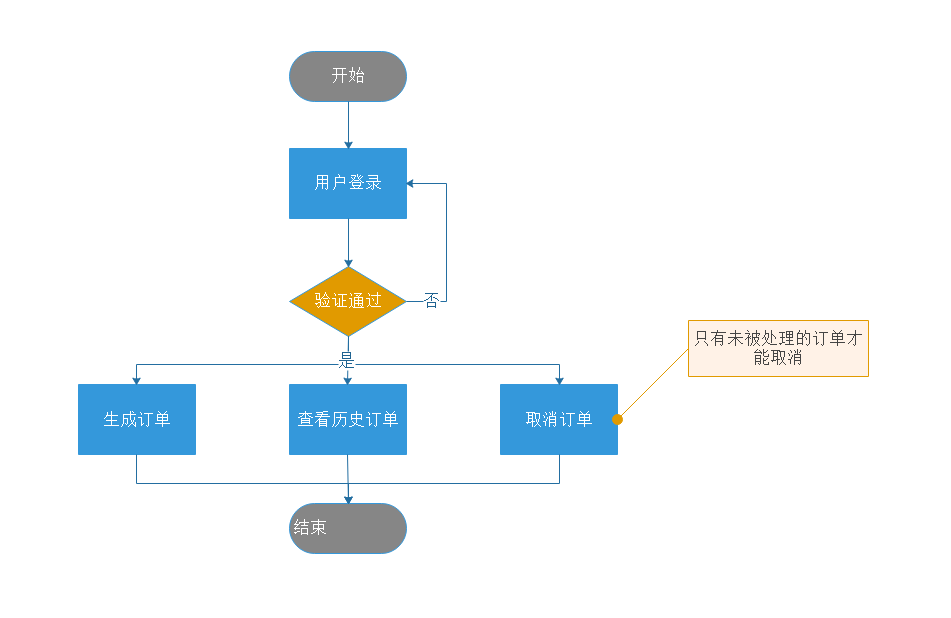 开始
用户登录
验证通过
否
是
只有未被处理的订单才
能取消
生成订单
查看历史订单
取消订单
结束